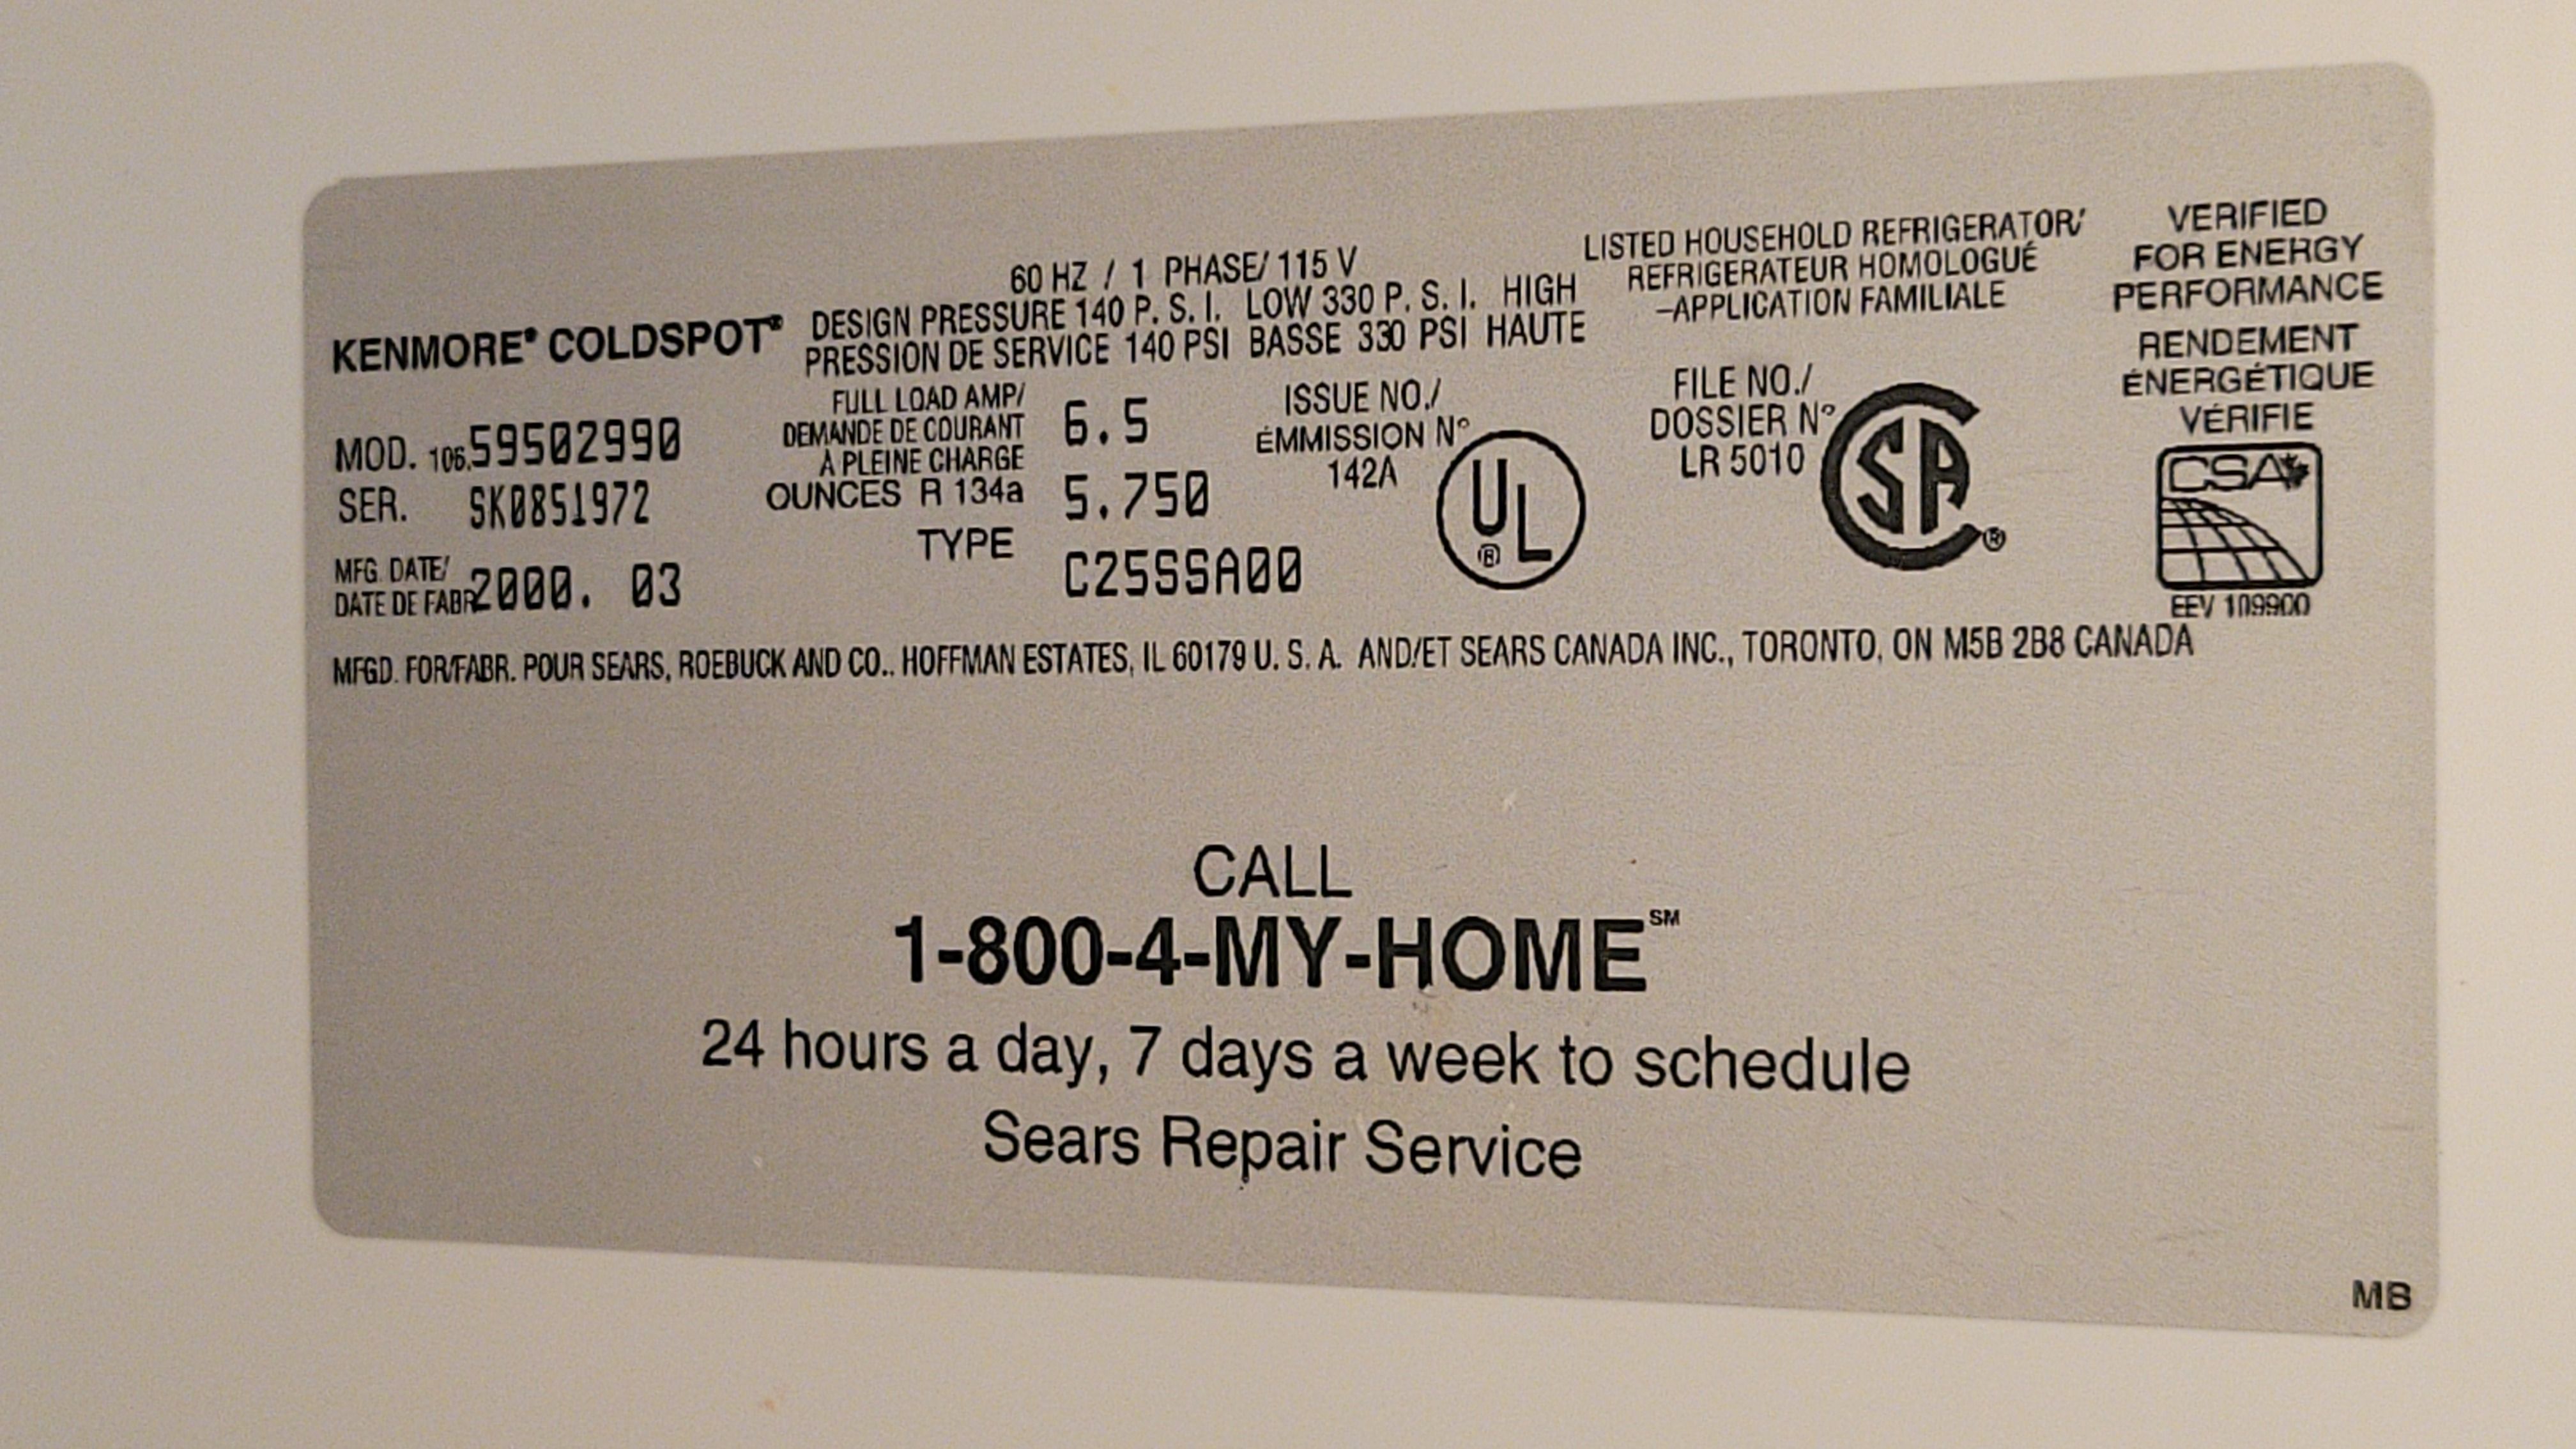 60 HZ / 1 PHASE/ 115 V
KENMORE® COLDSPOT®
DESIGN PRESSURE 140 P. S. I. LOW 330 P. S. I. HIGH
PRESSION DE SERVICE 140 PSI BASSE 330 PSI HAUTE
LISTED HOUSEHOLD REFRIGERATOR/
REFRIGERATEUR HOMOLOGUÉ
-APPLICATION FAMILIALE
VERIFIED
FOR ENERGY
PERFORMANCE
RENDEMENT
ÉNERGÉTIQUE
VÉRIFIE
MOD. 106.59502990
SER. SK0851972
MFG. DATE/
DATE DE FABR 2000. 03
FULL LOAD AMP/
DEMANDE DE COURANT
À PLEINE CHARGE
6.5
OUNCES R 134a 5.750
TYPE C25SSA00
ISSUE NO./
ÉMMISSION N°
142A
UL
®
FILE NO./
DOSSIER N°
LR 5010
CSA
®
CSA
EEV 109900
MFGD. FOR/FABR. POUR SEARS, ROEBUCK AND CO.. HOFFMAN ESTATES, IL 60179 U. S. A. AND/ET SEARS CANADA INC., TORONTO, ON M5B 2B8 CANADA
CALL
1-800-4-MY-HOME℠
24 hours a day, 7 days a week to schedule
Sears Repair Service
MB